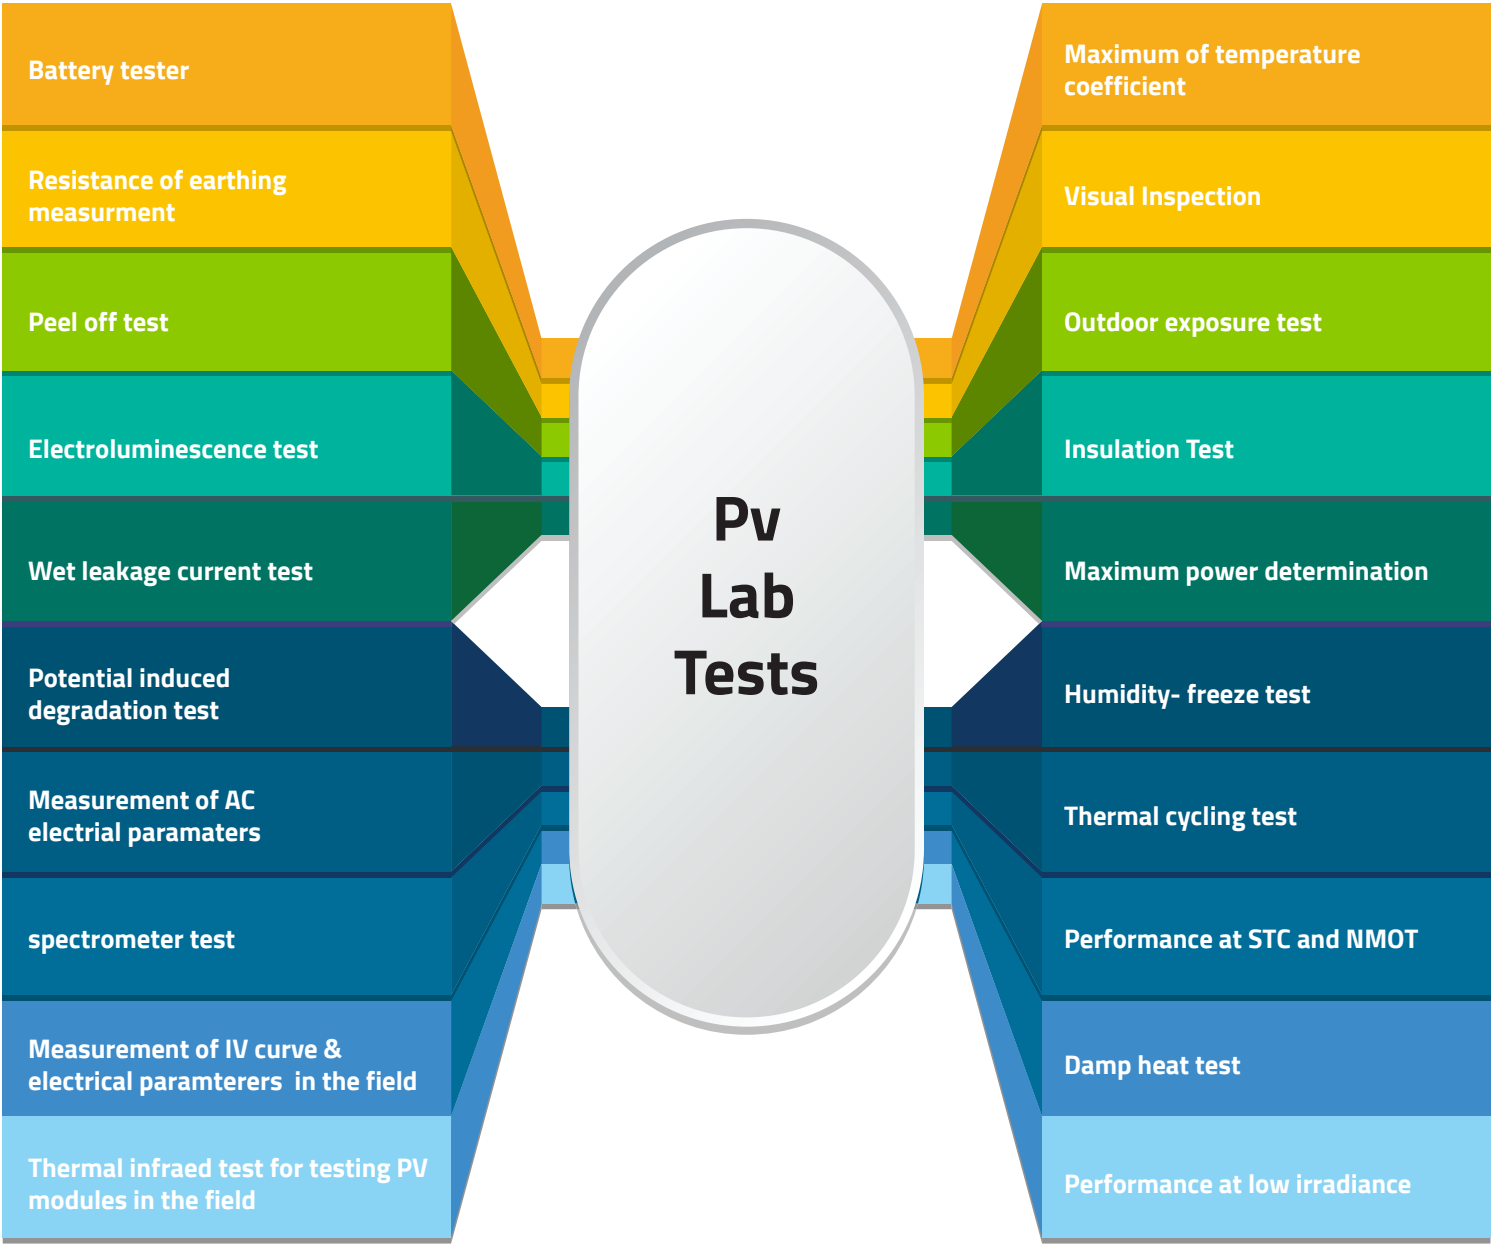 Battery tester
Resistance of earthing
measurment
Peel off test
Electroluminescence test
Wet leakage current test
Potential induced
degradation test
Measurement of AC
electrial paramaters
spectrometer test
Measurement of IV curve &
electrical paramterers  in the field
Thermal infraed test for testing PV
modules in the field
Pv
Lab
Tests
Maximum of temperature
coefficient
Visual Inspection
Outdoor exposure test
Insulation Test
Maximum power determination
Humidity- freeze test
Thermal cycling test
Performance at STC and NMOT
Damp heat test
Performance at low irradiance